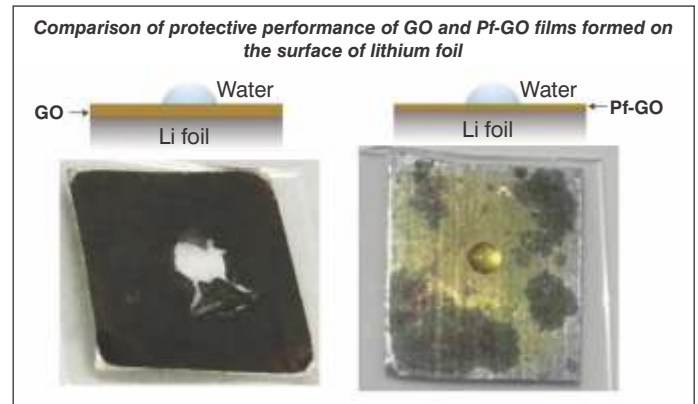 Comparison of protective performance of GO and Pf-GO films formed on
the surface of lithium foil
Water
GO
Li foil
Water
Pf-GO
Li foil